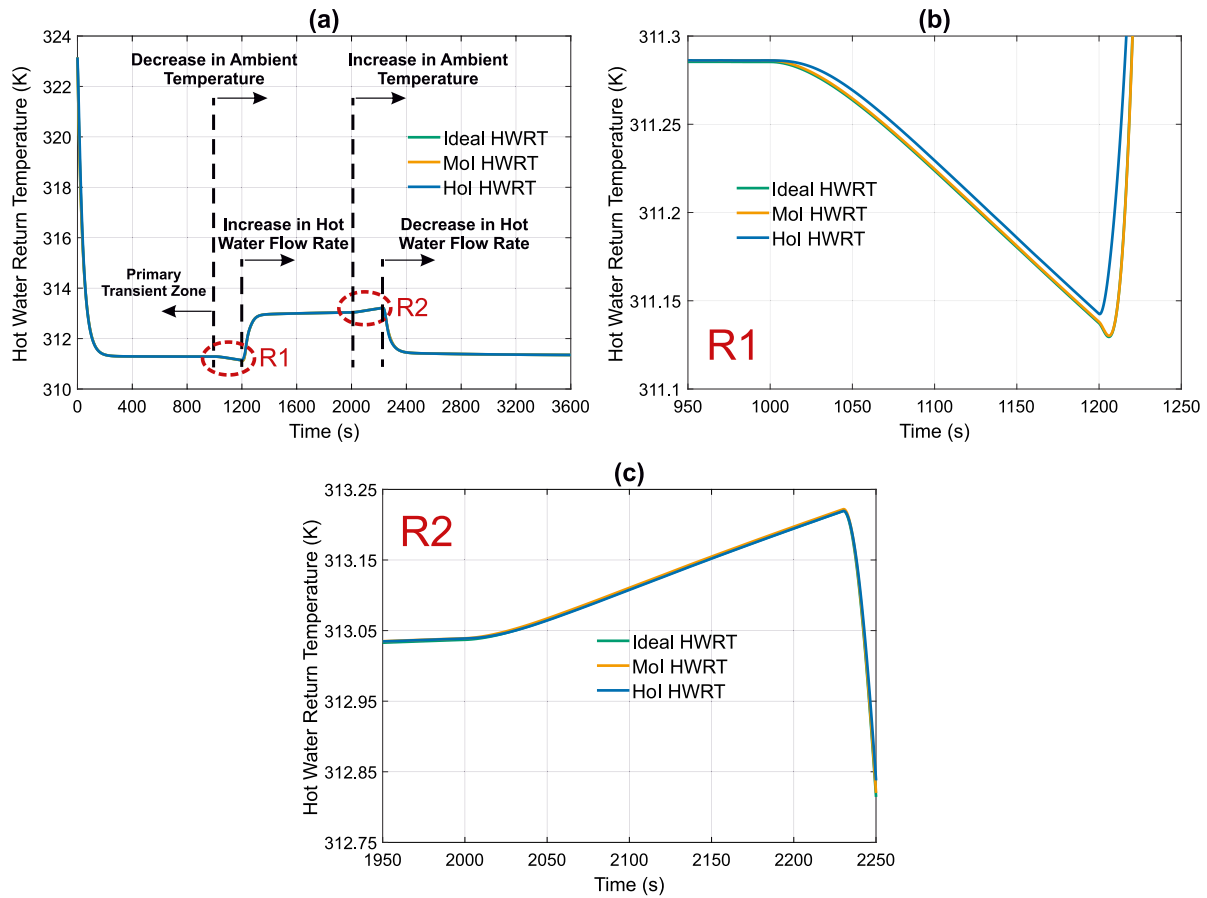 (a)
Hot Water Return Temperature (K)
324
322
320
318
316
314
312
310
Decrease in Ambient
Temperature
Increase in Ambient
Temperature
Ideal HWRT
MoI HWRT
HoI HWRT
Increase in Hot
Water Flow Rate
Decrease in Hot
Water Flow Rate
Primary
Transient Zone
R1
R2
0 400 800 1200 1600 2000 2400 2800 3200 3600
Time (s)
(b)
Hot Water Return Temperature (K)
311.3
311.25
311.2
311.15
311.1
Ideal HWRT
MoI HWRT
HoI HWRT
R1
950 1000 1050 1100 1150 1200 1250
Time (s)
(c)
Hot Water Return Temperature (K)
313.25
313.15
313.05
312.95
312.85
312.75
R2
Ideal HWRT
MoI HWRT
HoI HWRT
1950 2000 2050 2100 2150 2200 2250
Time (s)